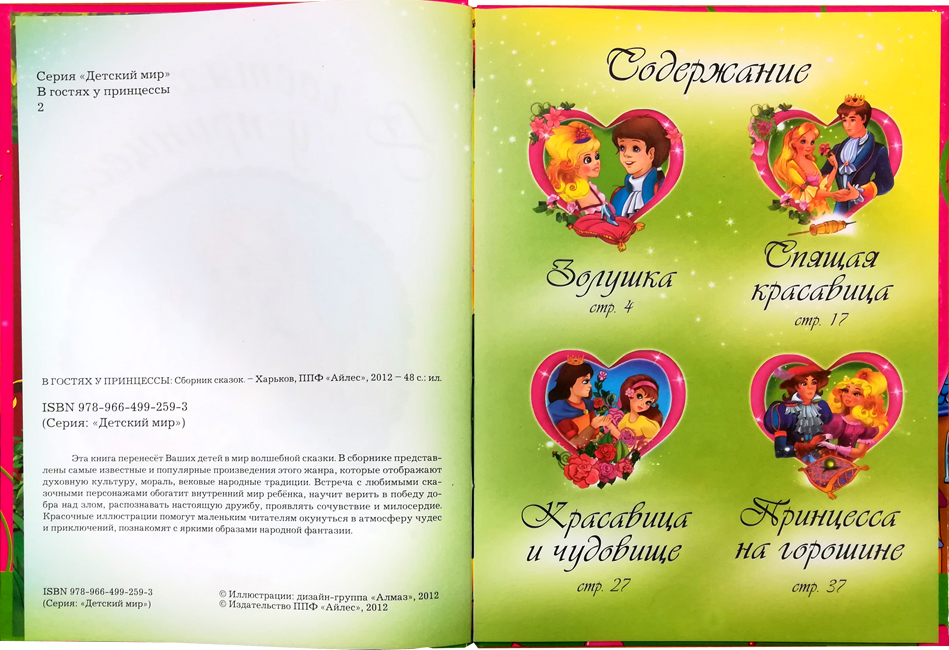 Серия «Детский мир»
В гостях у принцессы
2
В ГОСТЯХ У ПРИНЦЕССЫ: Сборник сказок. – Харьков, ППФ «Айлес», 2012 – 48 с.: ил.
ISBN 978-966-499-259-3
(Серия: «Детский мир»)
Эта книга перенесёт Ваших детей в мир волшебной сказки. В сборнике представ-
лены самые известные и популярные произведения этого жанра, которые отображают
духовную культуру, мораль, вековые народные традиции. Встреча с любимыми ска-
зочными персонажами обогатит внутренний мир ребёнка, научит верить в победу до-
бра над злом, распознавать настоящую дружбу, проявлять сочувствие и милосердие.
Красочные иллюстрации помогут маленьким читателям окунуться в атмосферу чудес
и приключений, познакомят с яркими образами народной фантазии.
ISBN 978-966-499-259-3
(Серия: «Детский мир»)
© Иллюстрации: дизайн-группа «Алмаз», 2012
© Издательство ППФ «Айлес», 2012
Содержание
Золушка
стр. 4
Спящая
красавица
стр. 17
Красавица
и чудовище
стр. 27
Принцесса
на горошине
стр. 37